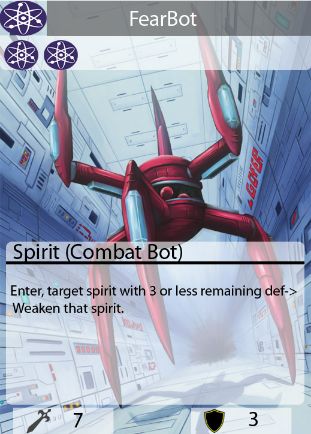 FearBot
Spirit (Combat Bot)
Enter, target spirit with 3 or less remaining def->
Weaken that spirit.
7 3